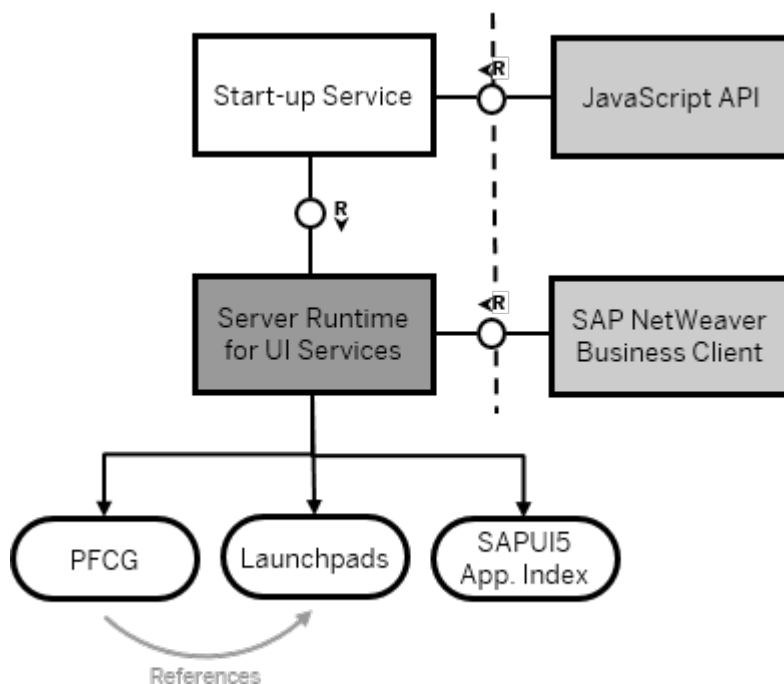 R
Start-up Service
JavaScript API
R
R
Server Runtime
for UI Services
SAP NetWeaver
Business Client
PFCG
Launchpads
SAPUI5
App. Index
References